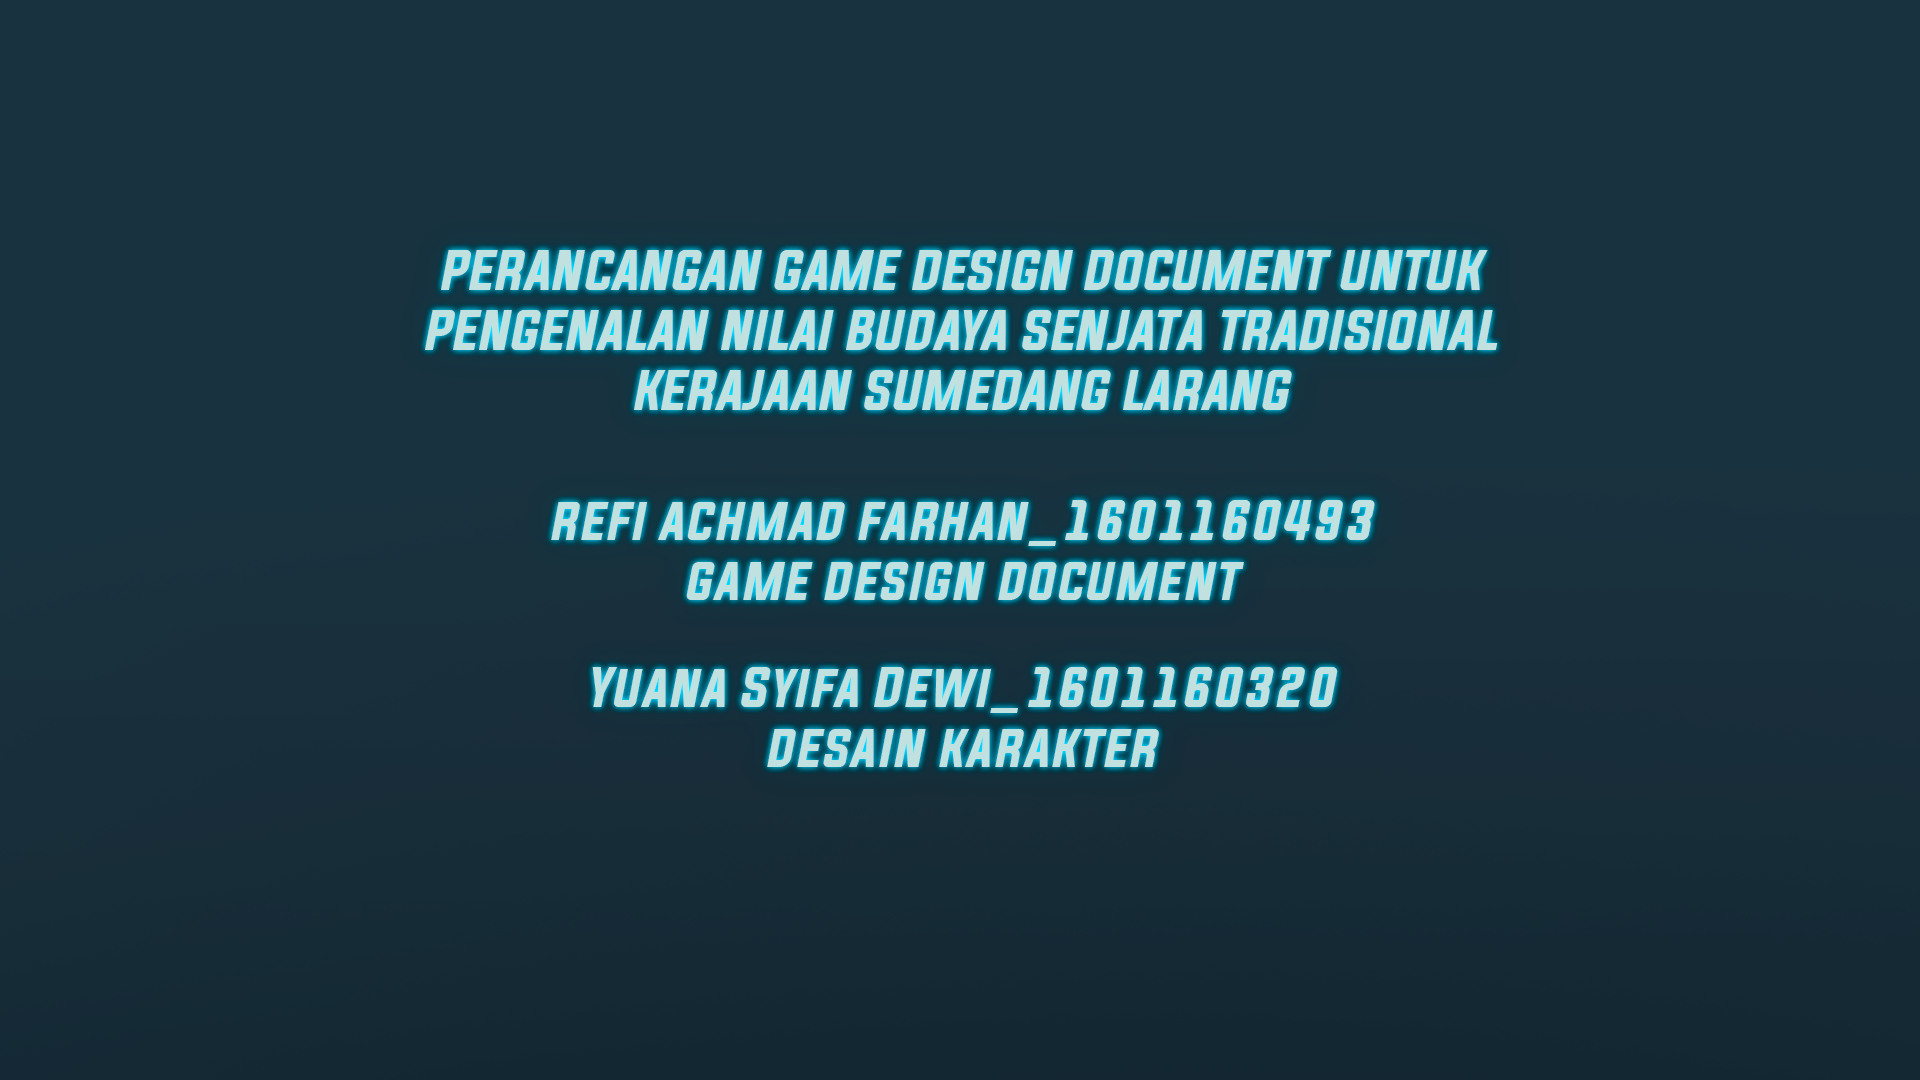 PERANCANGAN GAME DESIGN DOCUMENT UNTUK
PENGENALAN NILAI BUDAYA SENJATA TRADISIONAL
KERAJAAN SUMEDANG LARANG
REFI ACHMAD FARHAN_1601160493
GAME DESIGN DOCUMENT
YUANA SYIFA DEWI_1601160320
DESAIN KARAKTER